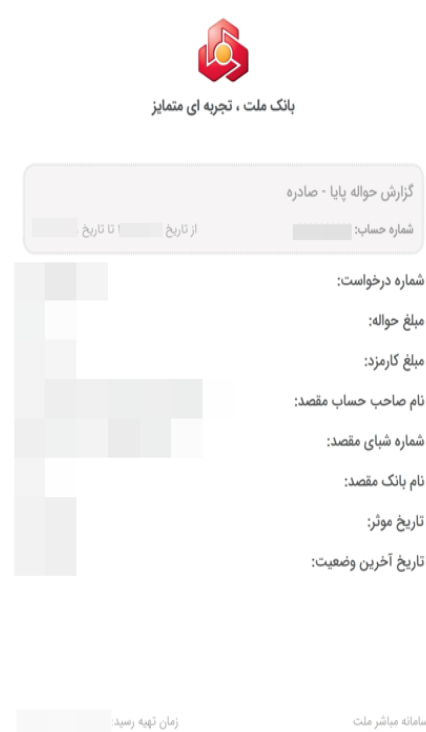 بانک ملت ، تجربه ای متمایز
گزارش حواله پایا - صادره
شماره حساب: از تاریخ تا تاریخ
شماره درخواست:
مبلغ حواله:
مبلغ کارمزد:
نام صاحب حساب مقصد:
شماره شبای مقصد:
نام بانک مقصد:
تاریخ موثر:
تاریخ آخرین وضعیت:
سامانه مباشر ملت زمان تهیه رسید: